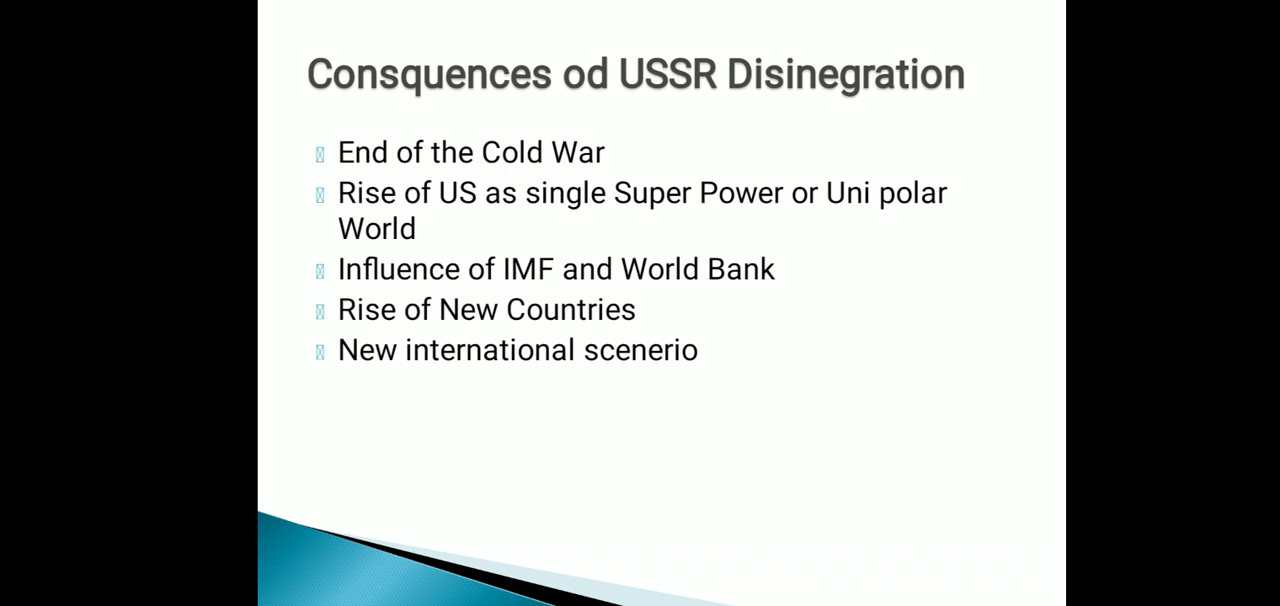 Consquences od USSR Disinegration
End of the Cold War
Rise of US as single Super Power or Uni polar
World
Influence of IMF and World Bank
Rise of New Countries
New international scenerio